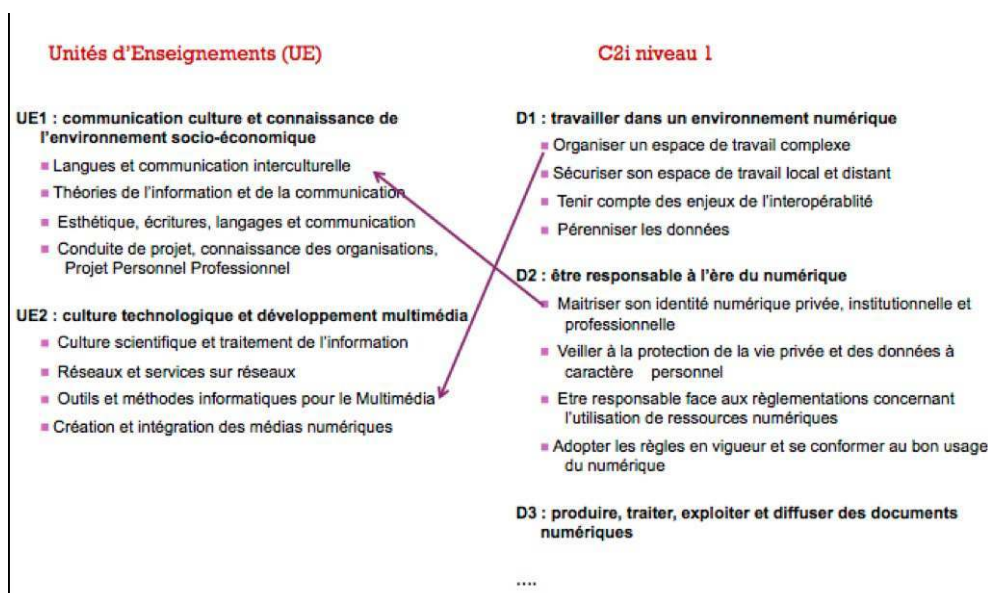 Unités d'Enseignements (UE)
UE1 : communication culture et connaissance de
l'environnement socio-économique
Langues et communication interculturelle
Théories de l'information et de la communication
Esthétique, écritures, langages et communication
Conduite de projet, connaissance des organisations,
Projet Personnel Professionnel
UE2 : culture technologique et développement multimédia
Culture scientifique et traitement de l'information
Réseaux et services sur réseaux
Outils et méthodes informatiques pour le Multimédia
Création et intégration des médias numériques
C2i niveau 1
D1 : travailler dans un environnement numérique
Organiser un espace de travail complexe
Sécuriser son espace de travail local et distant
Tenir compte des enjeux de l'interopérablité
Pérenniser les données
D2 : être responsable à l'ère du numérique
Maitriser son identité numérique privée, institutionnelle et
professionnelle
Veiller à la protection de la vie privée et des données à
caractère personnel
Etre responsable face aux règlementations concernant
l'utilisation de ressources numériques
Adopter les règles en vigueur et se conformer au bon usage
du numérique
D3 : produire, traiter, exploiter et diffuser des documents
numériques
....